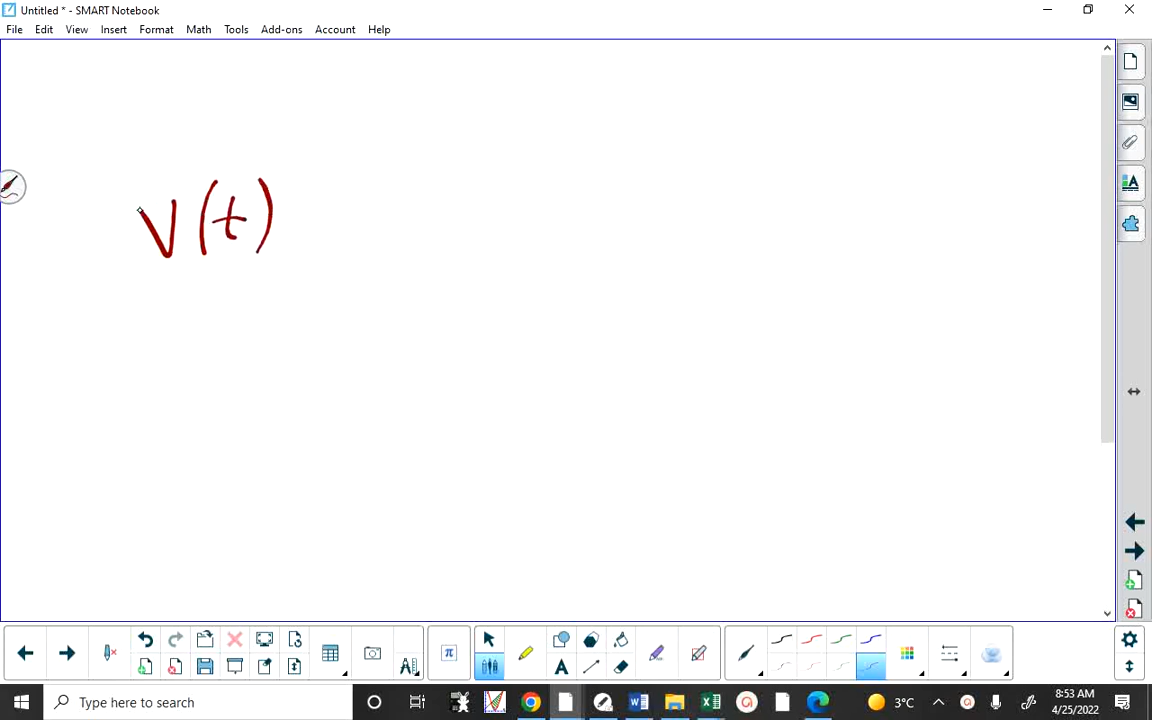 Untitled * - SMART Notebook
File Edit View Insert Format Math Tools Add-ons Account Help
V(t)
Type here to search
3°C
8:53 AM
4/25/2022